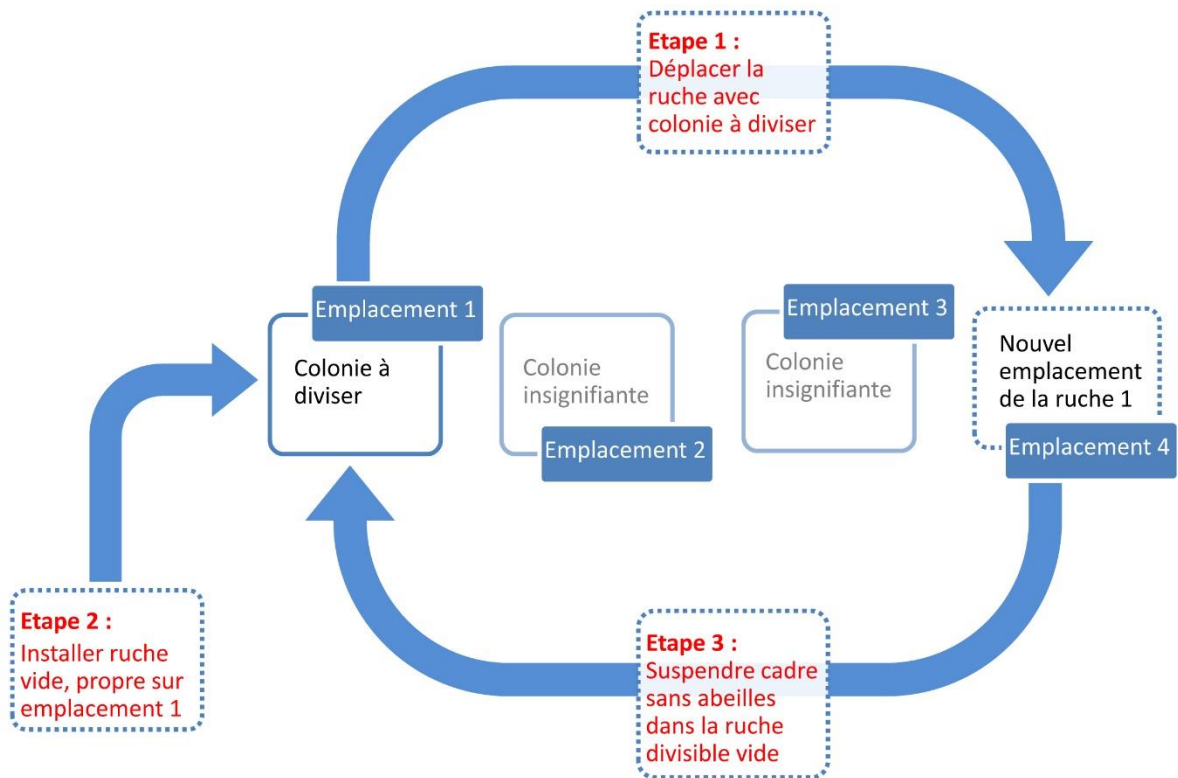 Etape 1 :
Déplacer la
ruche avec
colonie à diviser
Emplacement 1
Colonie à
diviser
Colonie
insignifiante
Emplacement 2
Emplacement 3
Colonie
insignifiante
Nouvel
emplacement
de la ruche 1
Emplacement 4
Etape 2 :
Installer ruche
vide, propre sur
emplacement 1
Etape 3 :
Suspendre cadre
sans abeilles
dans la ruche
divisible vide